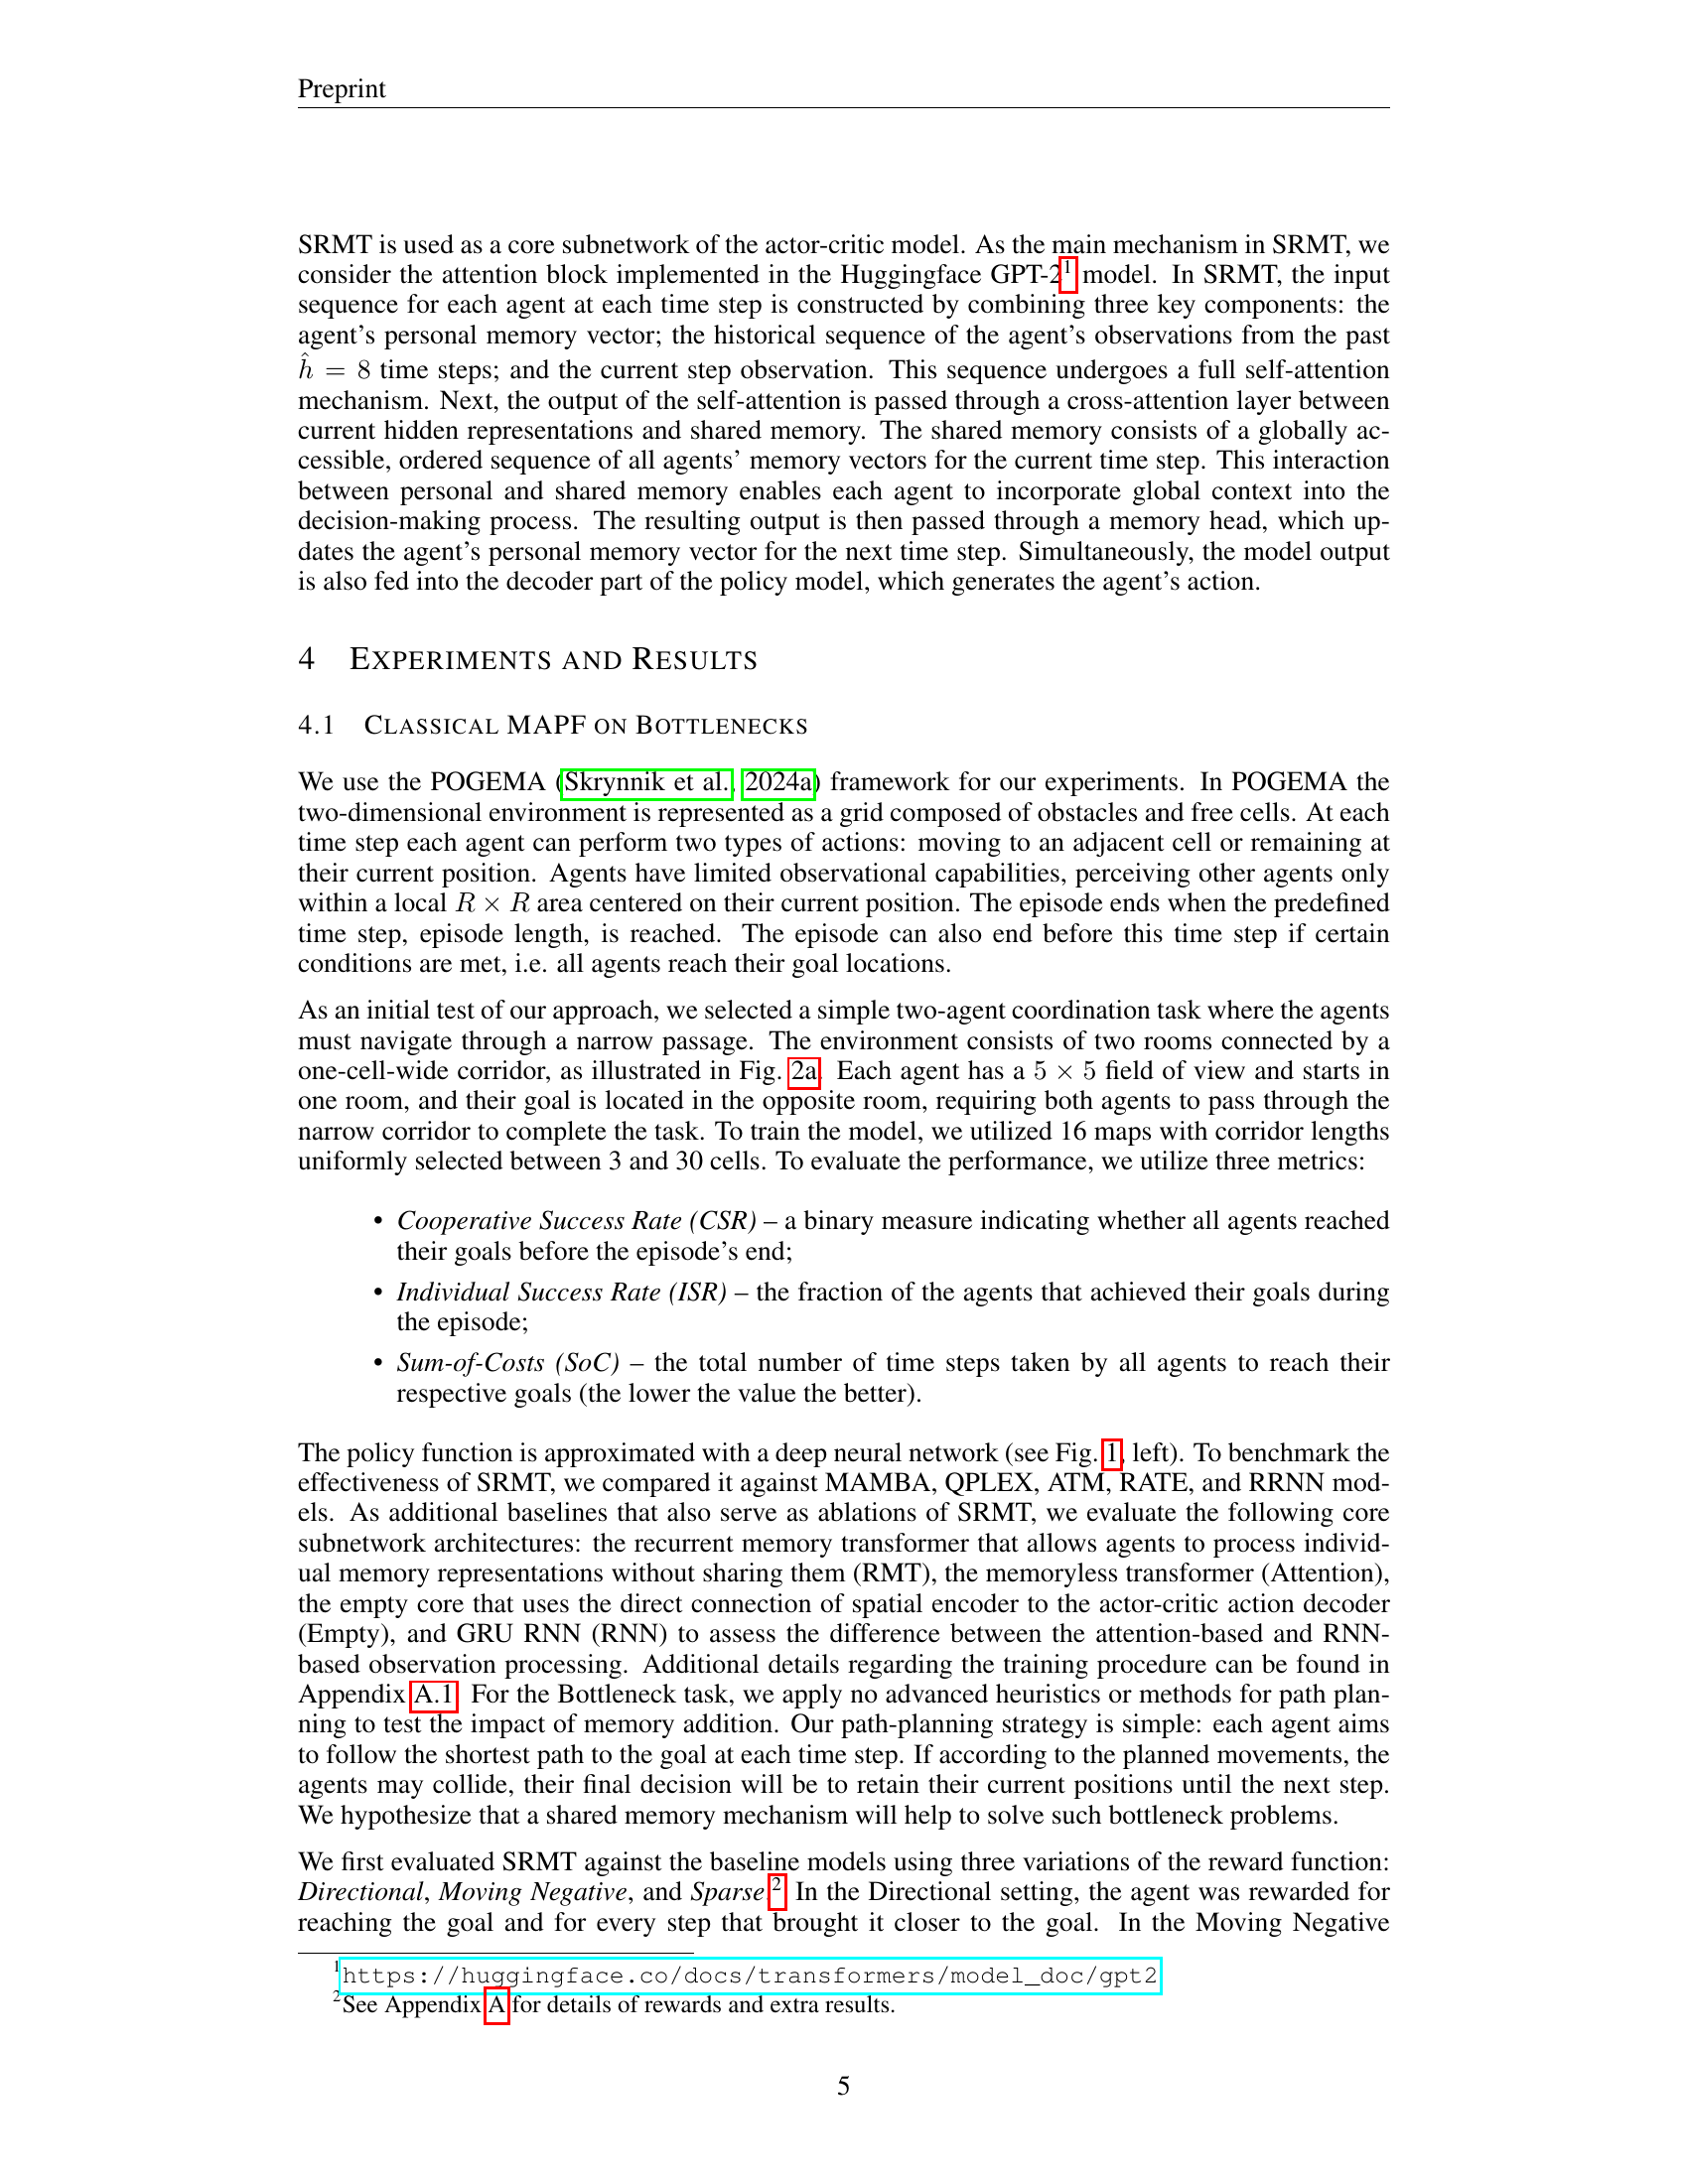 Preprint
SRMT is used as a core subnetwork of the actor-critic model. As the main mechanism in SRMT, we
consider the attention block implemented in the Huggingface GPT-2¹ model. In SRMT, the input
sequence for each agent at each time step is constructed by combining three key components: the
agent's personal memory vector; the historical sequence of the agent's observations from the past
ĥ = 8 time steps; and the current step observation. This sequence undergoes a full self-attention
mechanism. Next, the output of the self-attention is passed through a cross-attention layer between
current hidden representations and shared memory. The shared memory consists of a globally ac-
cessible, ordered sequence of all agents' memory vectors for the current time step. This interaction
between personal and shared memory enables each agent to incorporate global context into the
decision-making process. The resulting output is then passed through a memory head, which up-
dates the agent's personal memory vector for the next time step. Simultaneously, the model output
is also fed into the decoder part of the policy model, which generates the agent's action.
4 EXPERIMENTS AND RESULTS
4.1 CLASSICAL MAPF ON BOTTLENECKS
We use the POGEMA (Skrynnik et al., 2024a) framework for our experiments. In POGEMA the
two-dimensional environment is represented as a grid composed of obstacles and free cells. At each
time step each agent can perform two types of actions: moving to an adjacent cell or remaining at
their current position. Agents have limited observational capabilities, perceiving other agents only
within a local R × R area centered on their current position. The episode ends when the predefined
time step, episode length, is reached. The episode can also end before this time step if certain
conditions are met, i.e. all agents reach their goal locations.
As an initial test of our approach, we selected a simple two-agent coordination task where the agents
must navigate through a narrow passage. The environment consists of two rooms connected by a
one-cell-wide corridor, as illustrated in Fig. 2a. Each agent has a 5 × 5 field of view and starts in
one room, and their goal is located in the opposite room, requiring both agents to pass through the
narrow corridor to complete the task. To train the model, we utilized 16 maps with corridor lengths
uniformly selected between 3 and 30 cells. To evaluate the performance, we utilize three metrics:
• Cooperative Success Rate (CSR) – a binary measure indicating whether all agents reached
their goals before the episode's end;
• Individual Success Rate (ISR) – the fraction of the agents that achieved their goals during
the episode;
• Sum-of-Costs (SoC) – the total number of time steps taken by all agents to reach their
respective goals (the lower the value the better).
The policy function is approximated with a deep neural network (see Fig. 1, left). To benchmark the
effectiveness of SRMT, we compared it against MAMBA, QPLEX, ATM, RATE, and RRNN mod-
els. As additional baselines that also serve as ablations of SRMT, we evaluate the following core
subnetwork architectures: the recurrent memory transformer that allows agents to process individ-
ual memory representations without sharing them (RMT), the memoryless transformer (Attention),
the empty core that uses the direct connection of spatial encoder to the actor-critic action decoder
(Empty), and GRU RNN (RNN) to assess the difference between the attention-based and RNN-
based observation processing. Additional details regarding the training procedure can be found in
Appendix A.1. For the Bottleneck task, we apply no advanced heuristics or methods for path plan-
ning to test the impact of memory addition. Our path-planning strategy is simple: each agent aims
to follow the shortest path to the goal at each time step. If according to the planned movements, the
agents may collide, their final decision will be to retain their current positions until the next step.
We hypothesize that a shared memory mechanism will help to solve such bottleneck problems.
We first evaluated SRMT against the baseline models using three variations of the reward function:
Directional, Moving Negative, and Sparse.² In the Directional setting, the agent was rewarded for
reaching the goal and for every step that brought it closer to the goal. In the Moving Negative
¹https://huggingface.co/docs/transformers/model_doc/gpt2
²See Appendix A for details of rewards and extra results.
5